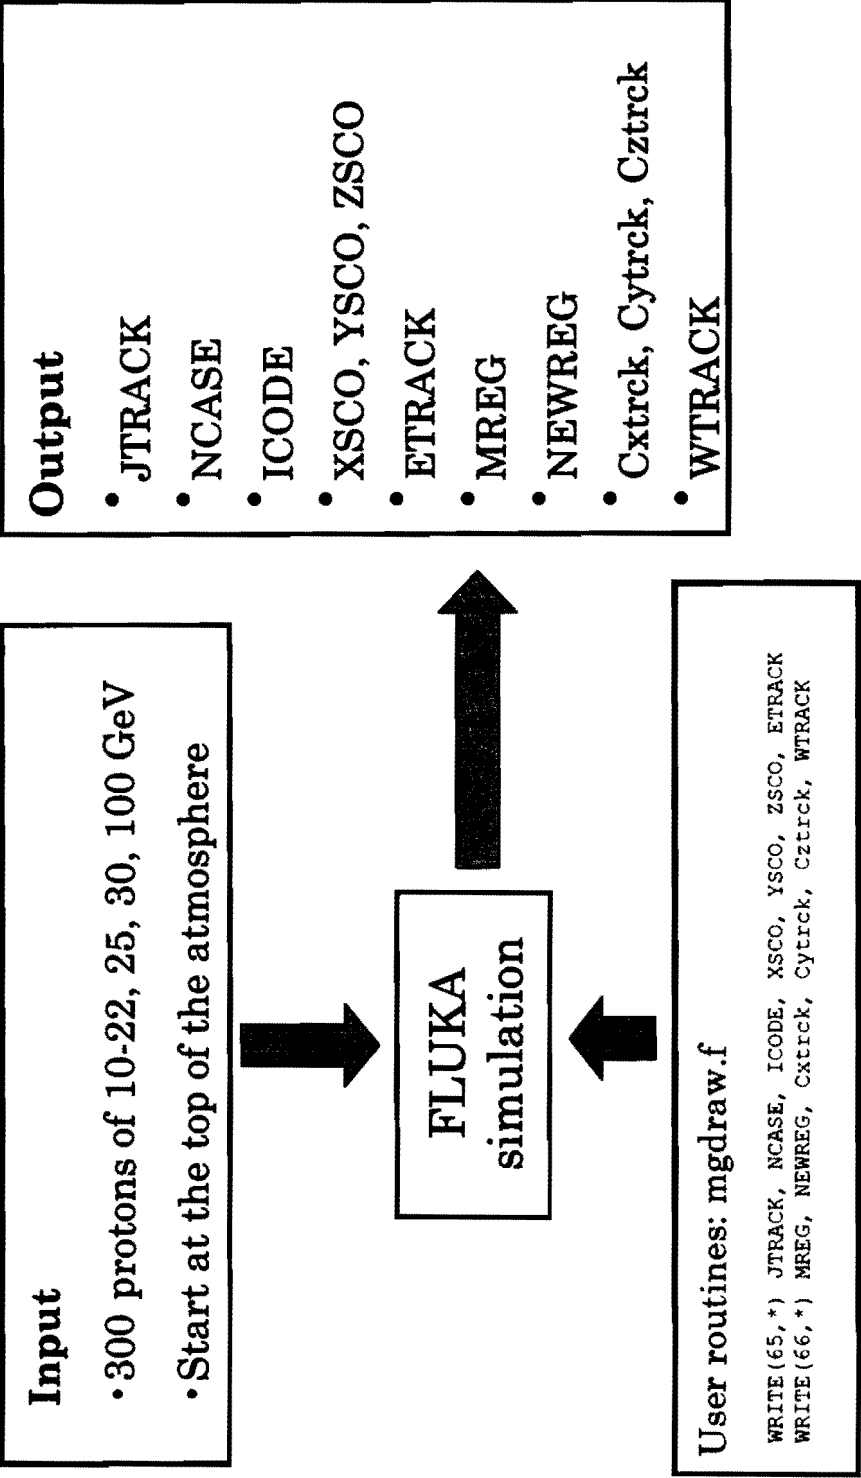 Input
•300 protons of 10-22, 25, 30, 100 GeV
•Start at the top of the atmosphere
FLUKA
simulation
User routines: mgdraw.f
WRITE(65,*) JTRACK, NCASE, ICODE, XSCO, YSCO, ZSCO, ETRACK
WRITE(66,*) MREG, NEWREG, Cxtrck, Cytrck, Cztrck, WTRACK
Output
• JTRACK
• NCASE
• ICODE
• XSCO, YSCO, ZSCO
• ETRACK
• MREG
• NEWREG
• Cxtrck, Cytrck, Cztrck
• WTRACK